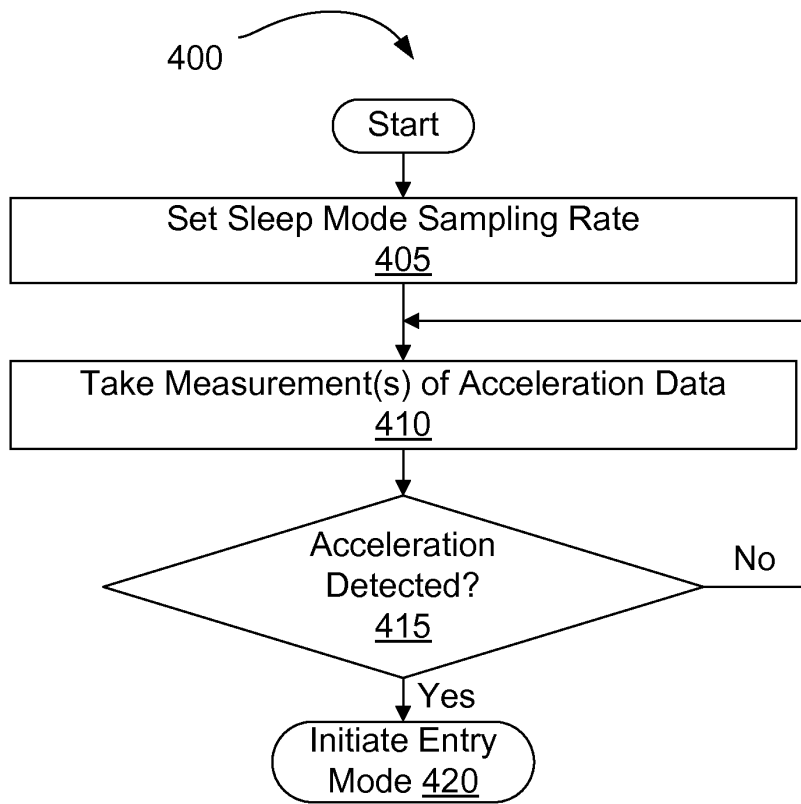 400
Start
Set Sleep Mode Sampling Rate
405
Take Measurement(s) of Acceleration Data
410
Acceleration
Detected?
415
No
Yes
Initiate Entry
Mode 420